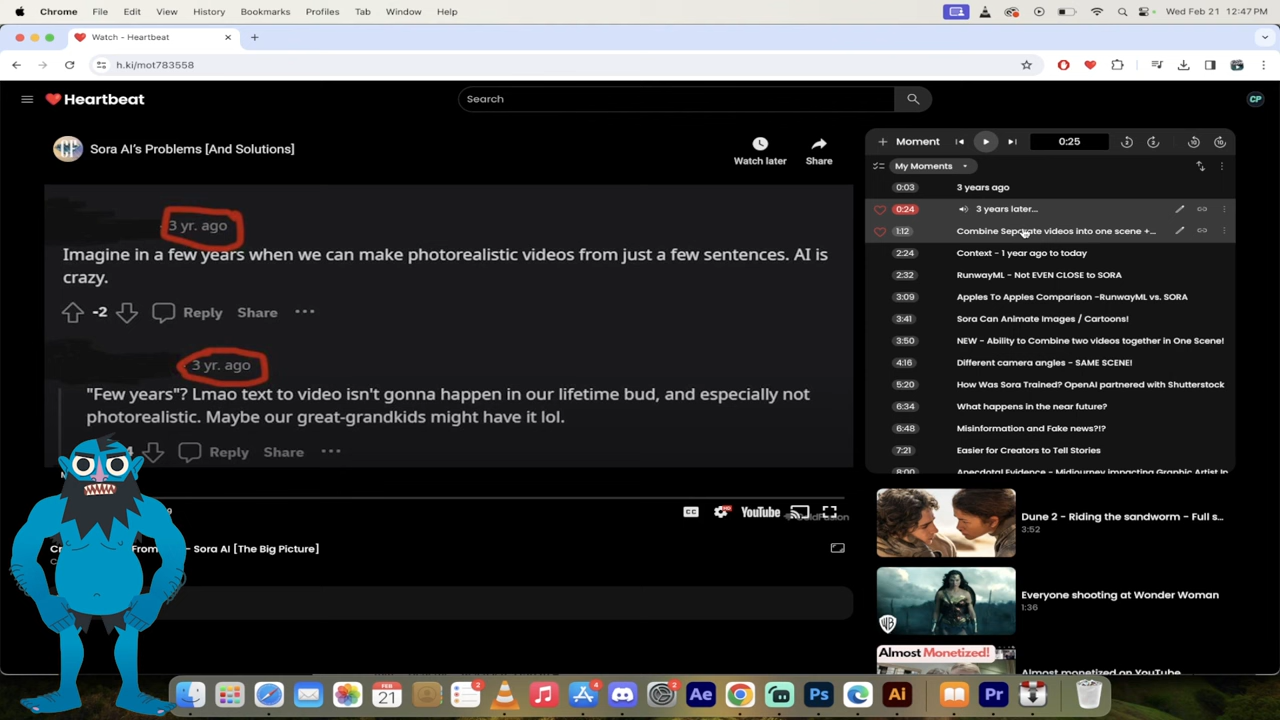 Chrome File Edit View History Bookmarks Profiles Tab Window Help Wed Feb 21 12:47 PM
Watch - Heartbeat
h.ki/mot783558
Heartbeat
Search
CP
Sora AI's Problems [And Solutions]
Watch later
Share
3 yr. ago
Imagine in a few years when we can make photorealistic videos from just a few sentences. AI is
crazy.
-2 Reply Share
3 yr. ago
"Few years"? Lmao text to video isn't gonna happen in our lifetime bud, and especially not
photorealistic. Maybe our great-grandkids might have it lol.
Reply Share
CC YouTube
Sora AI [The Big Picture]
Moment 0:25
My Moments
0:03 3 years ago
0:24 3 years later...
1:12 Combine Separate videos into one scene +...
2:24 Context - 1 year ago to today
2:32 RunwayML - Not EVEN CLOSE to SORA
3:09 Apples To Apples Comparison -RunwayML vs. SORA
3:41 Sora Can Animate Images / Cartoons!
3:50 NEW - Ability to Combine two videos together in One Scene!
4:16 Different camera angles - SAME SCENE!
5:20 How Was Sora Trained? OpenAI partnered with Shutterstock
6:34 What happens in the near future?
6:48 Misinformation and Fake news?!?
7:21 Easier for Creators to Tell Stories
8:00 Anecdotal Evidence - Midjourney impacting Graphic Artist In
Dune 2 - Riding the sandworm - Full s...
3:52
Everyone shooting at Wonder Woman
1:36
Almost Monetized!
Almost monetized on YouTube
FEB
21
2
4
2
Ae
Ps
Ai
Pr